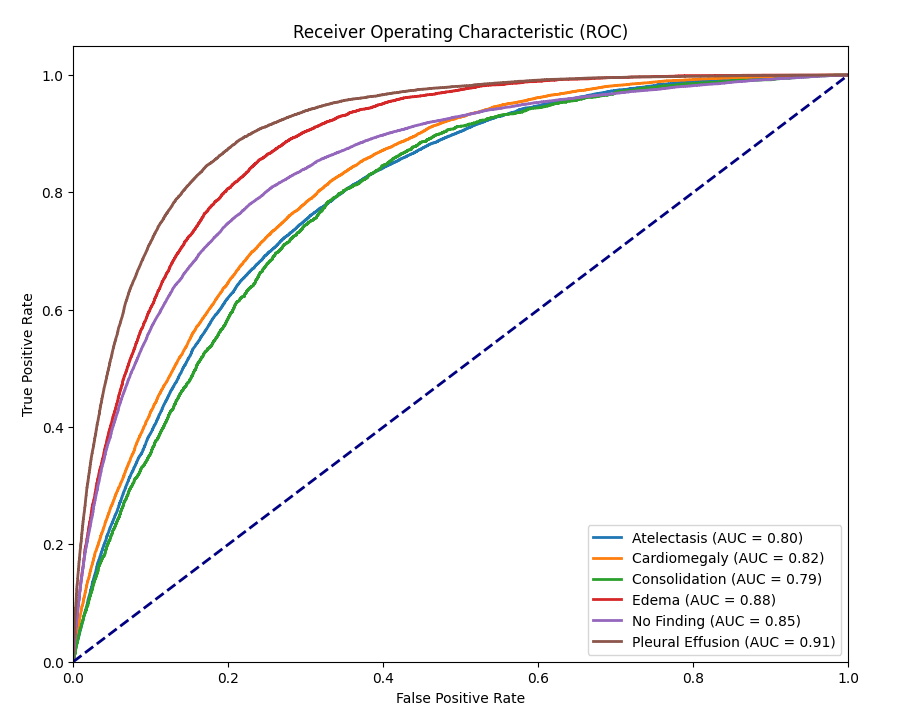 Receiver Operating Characteristic (ROC)
1.0
0.8
0.6
0.4
0.2
0.0
True Positive Rate
0.0 0.2 0.4 0.6 0.8 1.0
False Positive Rate
Atelectasis (AUC = 0.80)
Cardiomegaly (AUC = 0.82)
Consolidation (AUC = 0.79)
Edema (AUC = 0.88)
No Finding (AUC = 0.85)
Pleural Effusion (AUC = 0.91)